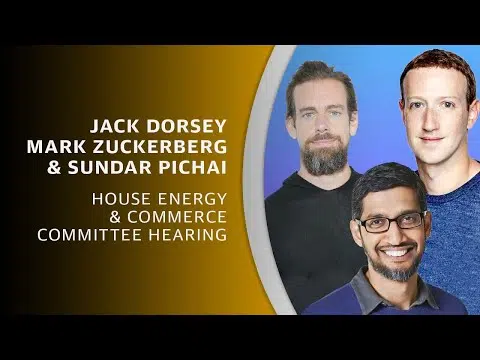 JACK DORSEY
MARK ZUCKERBERG
& SUNDAR PICHAI
HOUSE ENERGY
& COMMERCE
COMMITTEE HEARING